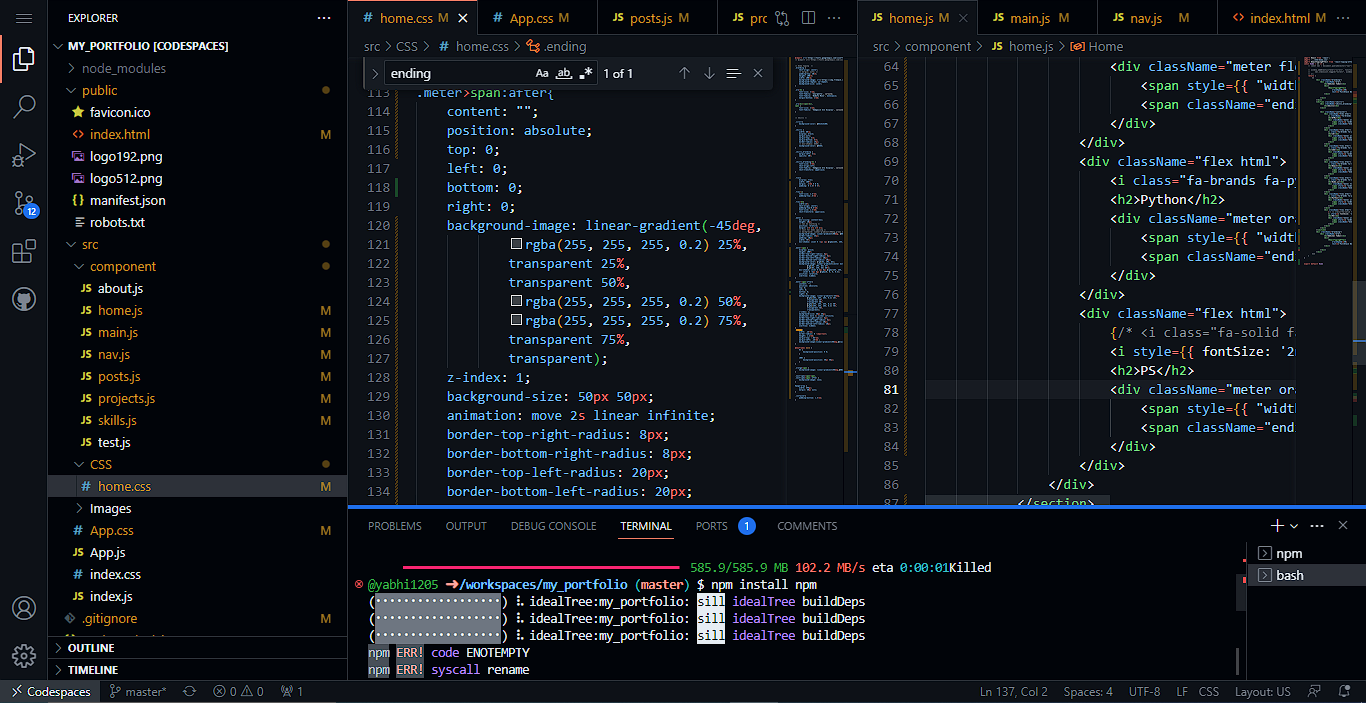 EXPLORER
MY_PORTFOLIO [CODESPACES]
node_modules
public
favicon.ico
index.html M
logo192.png
logo512.png
manifest.json
robots.txt
src
component
about.js
home.js M
main.js M
nav.js M
posts.js M
projects.js M
skills.js M
test.js
CSS
home.css M
Images
App.css M
App.js
index.css
index.js
.gitignore M
OUTLINE
TIMELINE
home.css M
App.css M
posts.js M
src > CSS > # home.css > .ending
ending
Aa ab .* 1 of 1
113 .meter>span:after{
114 content: "";
115 position: absolute;
116 top: 0;
117 left: 0;
118 bottom: 0;
119 right: 0;
120 background-image: linear-gradient(-45deg,
121 rgba(255, 255, 255, 0.2) 25%,
122 transparent 25%,
123 transparent 50%,
124 rgba(255, 255, 255, 0.2) 50%,
125 rgba(255, 255, 255, 0.2) 75%,
126 transparent 75%,
127 transparent);
128 z-index: 1;
129 background-size: 50px 50px;
130 animation: move 2s linear infinite;
131 border-top-right-radius: 8px;
132 border-bottom-right-radius: 8px;
133 border-top-left-radius: 20px;
134 border-bottom-left-radius: 20px;
JS home.js M
JS main.js M
JS nav.js M
<> index.html M
src > component > JS home.js > Home
64 <div className="meter fle
65 <span style={{ "widt
66 <span className="end
67 </div>
68 </div>
69 <div className="flex html">
70 <i class="fa-brands fa-py
71 <h2>Python</h2>
72 <div className="meter or
73 <span style={{ "widt
74 <span className="end
75 </div>
76 </div>
77 <div className="flex html">
78 {/* <i class="fa-solid fa
79 <i style={{ fontSize: '2
80 <h2>PS</h2>
81 <div className="meter or
82 <span style={{ "widt
83 <span className="end
84 </div>
85 </div>
86 </div>
87 </section>
PROBLEMS OUTPUT DEBUG CONSOLE TERMINAL PORTS 1 COMMENTS
585.9/585.9 MB 102.2 MB/s eta 0:00:01Killed
@yabhi1205 ➜/workspaces/my_portfolio (master) $ npm install npm
(··················) ⠸ idealTree:my_portfolio: sill idealTree buildDeps
(··················) ⠸ idealTree:my_portfolio: sill idealTree buildDeps
(··················) ⠸ idealTree:my_portfolio: sill idealTree buildDeps
npm ERR! code ENOTEMPTY
npm ERR! syscall rename
npm
bash
12
Codespaces master* 0 0 1 Ln 137, Col 2 Spaces: 4 UTF-8 LF CSS Layout: US